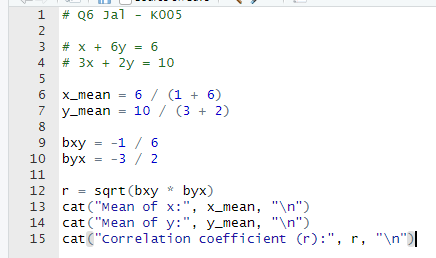 1 # Q6 Jal - K005
2
3 # x + 6y = 6
4 # 3x + 2y = 10
5
6 x_mean = 6 / (1 + 6)
7 y_mean = 10 / (3 + 2)
8
9 bxy = -1 / 6
10 byx = -3 / 2
11
12 r = sqrt(bxy * byx)
13 cat("Mean of x:", x_mean, "\n")
14 cat("Mean of y:", y_mean, "\n")
15 cat("Correlation coefficient (r):", r, "\n")